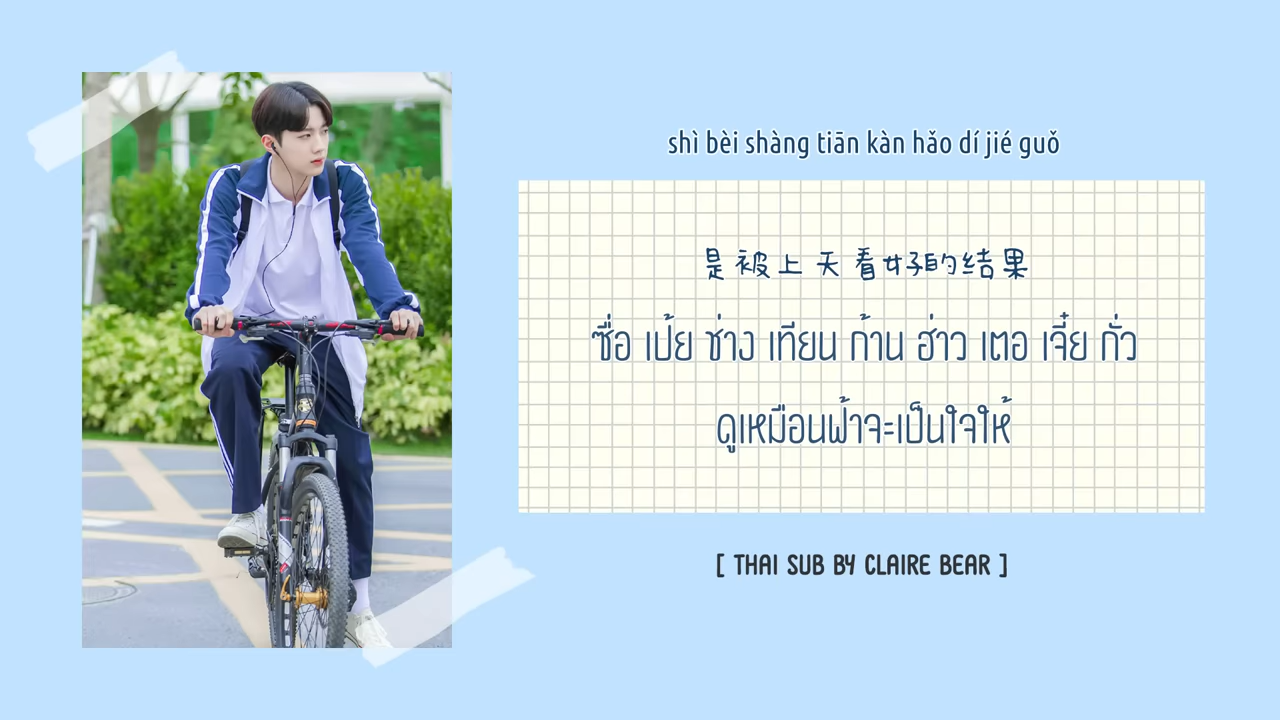 shì bèi shàng tiān kàn hǎo dí jié guǒ
是被上天看好的结果
ซื่อ เป้ย ช่าง เทียน ก้าน ฮ่าว เตอ เจี๋ย กั่ว
ดูเหมือนฟ้าจะเป็นใจให้
[ THAI SUB BY CLAIRE BEAR ]